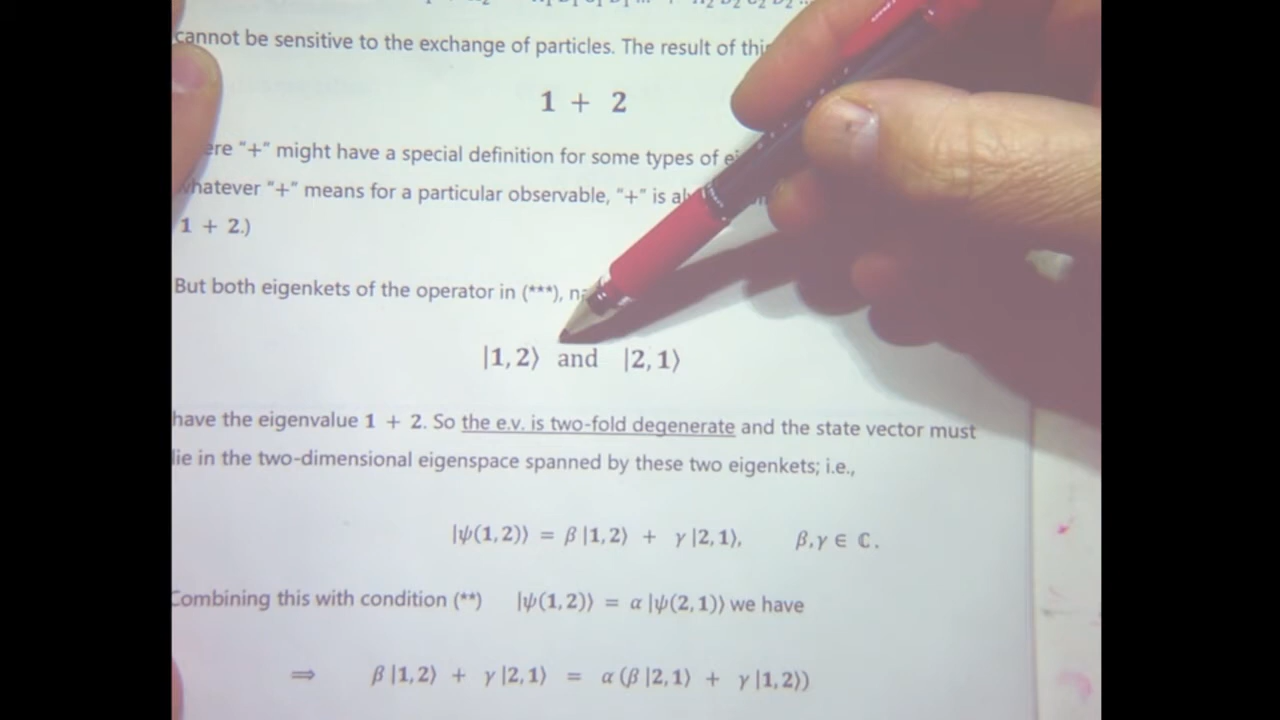 cannot be sensitive to the exchange of particles. The result of
1 + 2
"+" might have a special definition for some types of
whatever "+" means for a particular observable, "+" is
1 + 2.)
But both eigenkets of the operator in (***),
|1, 2⟩ and |2, 1⟩
have the eigenvalue 1 + 2. So the e.v. is two-fold degenerate and the state vector must
lie in the two-dimensional eigenspace spanned by these two eigenkets; i.e.,
|ψ(1, 2)⟩ = β |1, 2⟩ + γ |2, 1⟩, β, γ ∈ ℂ.
Combining this with condition (**) |ψ(1, 2)⟩ = α |ψ(2, 1)⟩ we have
⟹ β |1, 2⟩ + γ |2, 1⟩ = α (β |2, 1⟩ + γ |1, 2⟩)